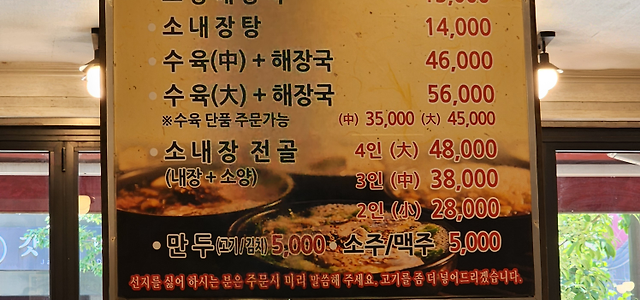 소내장탕 14,000
수육(中) + 해장국 46,000
수육(大) + 해장국 56,000
※수육 단품 주문가능 (中) 35,000 (大) 45,000
소내장 전골 4인 (大) 48,000
(내장 + 소양) 3인 (中) 38,000
2인 (小) 28,000
만두(고기/김치) 5,000 소주/맥주 5,000
선지를 싫어 하시는 분은 주문시 미리 말씀해 주세요. 고기를 좀 더 넣어드리겠습니다.